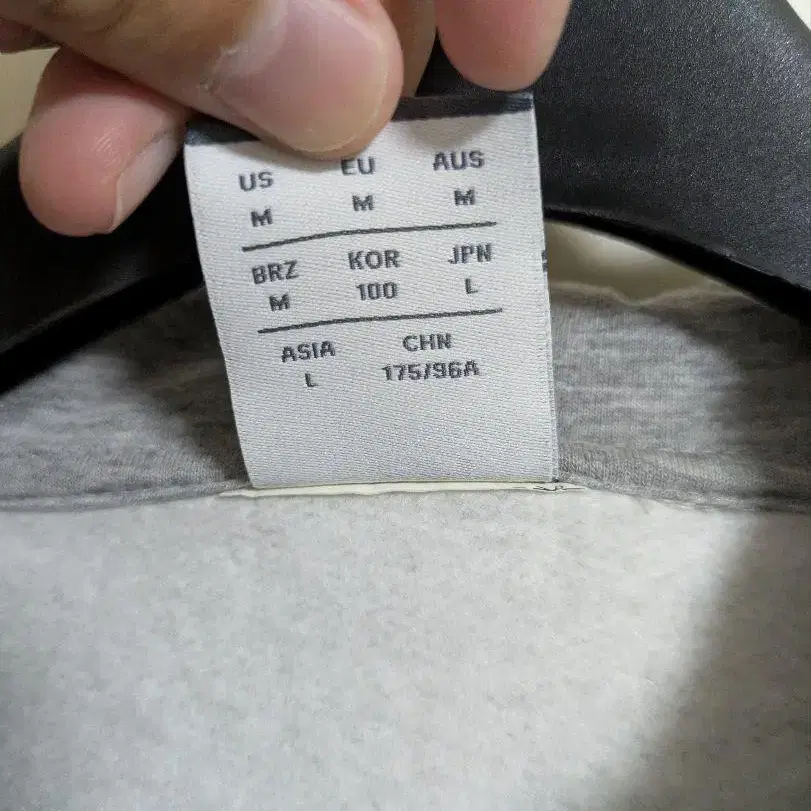 US EU AUS
M M M
BRZ KOR JPN
M 100 L
ASIA CHN
L 175/96A